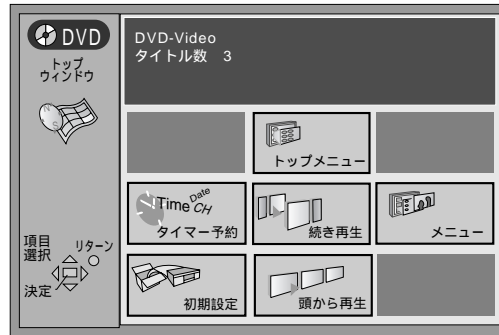 DVD
トップ
ウィンドウ
DVD-Video
タイトル数 3
トップメニュー
Time Date
CH
タイマー予約
続き再生
メニュー
初期設定
頭から再生
項目
選択
リターン
決定